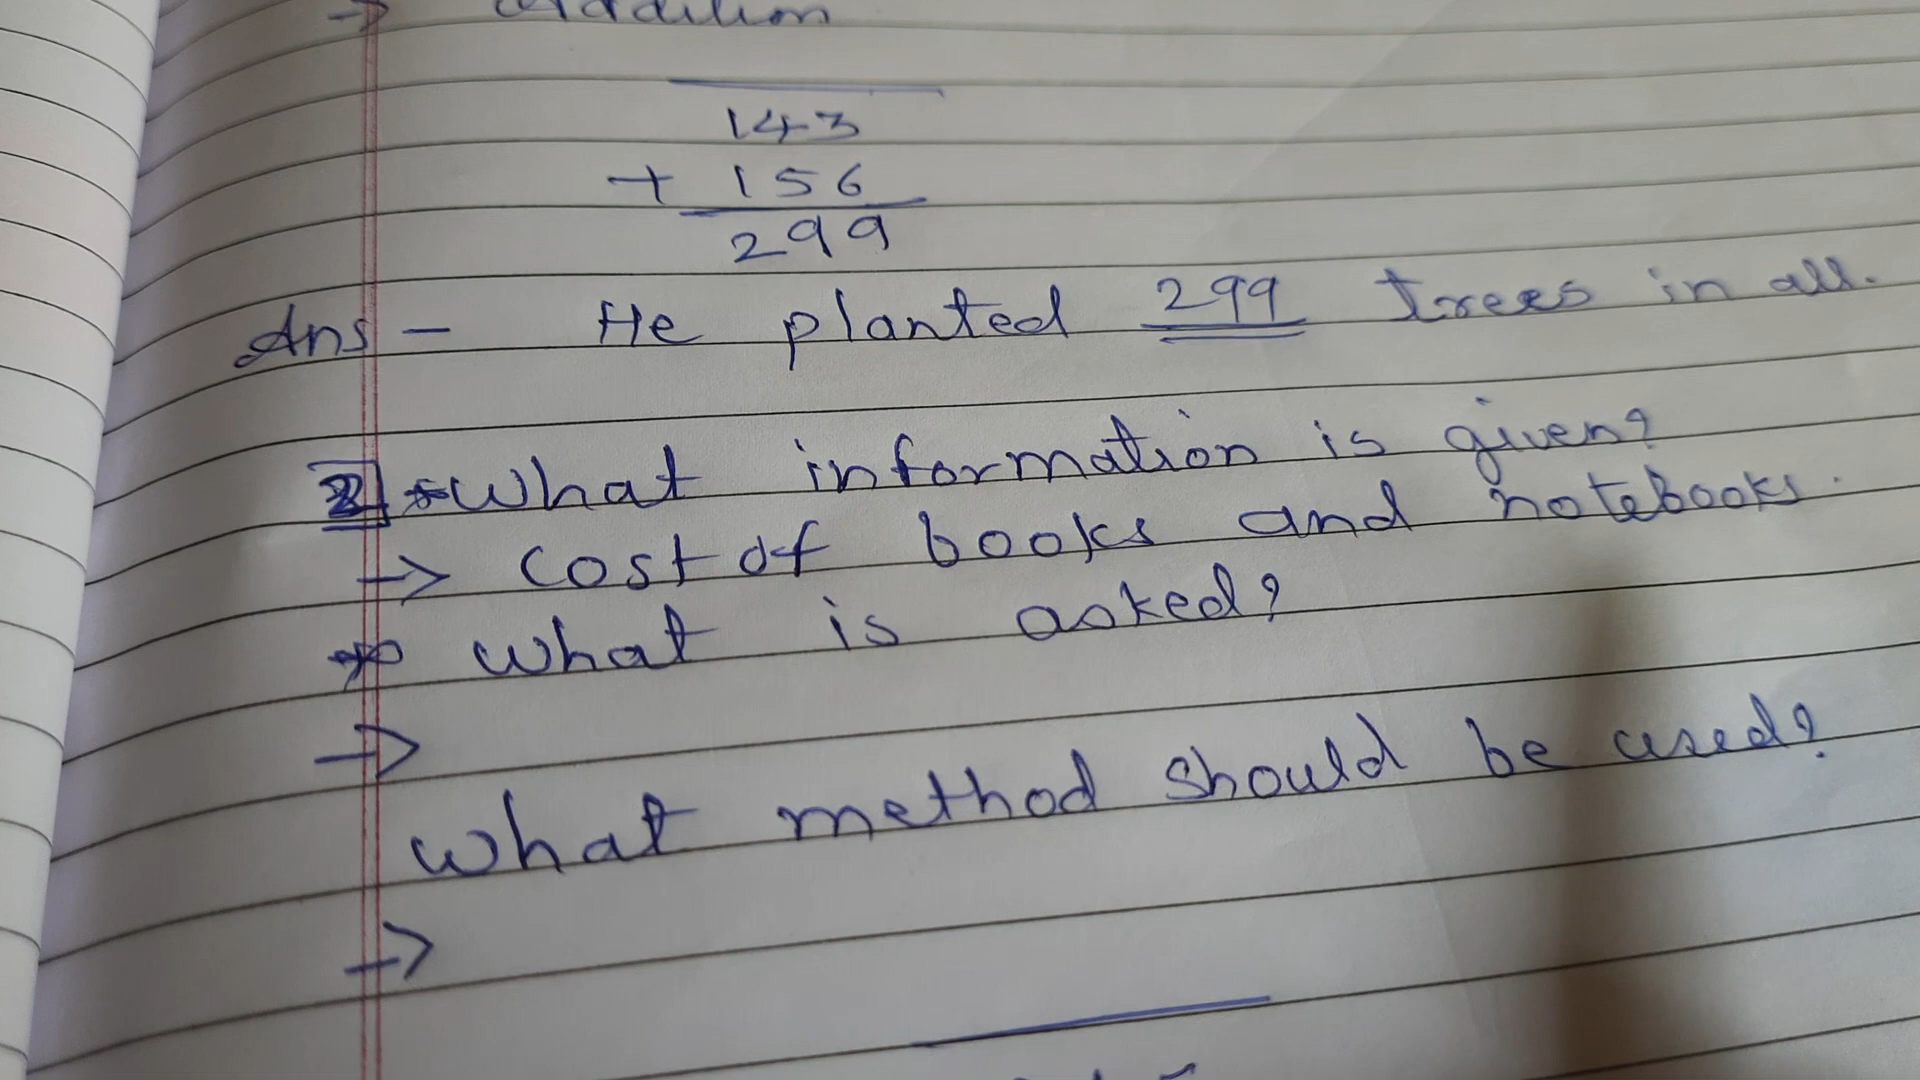 → addition
143
+ 156
299
Ans - He planted 299 trees in all.
2 * What information is given?
→ Cost of books and notebooks.
* What is asked?
→
What method should be used?
→